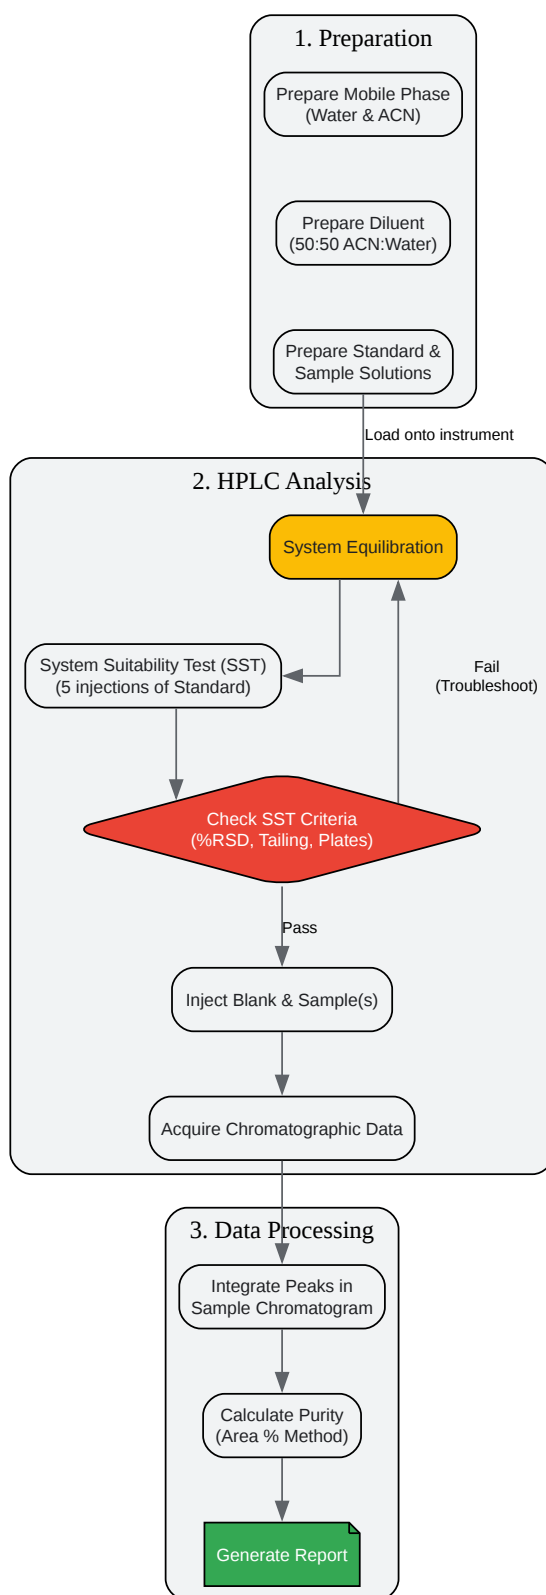 1. Preparation
Prepare Mobile Phase
(Water & ACN)
Prepare Diluent
(50:50 ACN:Water)
Prepare Standard &
Sample Solutions
Load onto instrument
2. HPLC Analysis
System Equilibration
System Suitability Test (SST)
(5 injections of Standard)
Fail
(Troubleshoot)
Check SST Criteria
(%RSD, Tailing, Plates)
Pass
Inject Blank & Sample(s)
Acquire Chromatographic Data
3. Data Processing
Integrate Peaks in
Sample Chromatogram
Calculate Purity
(Area % Method)
Generate Report